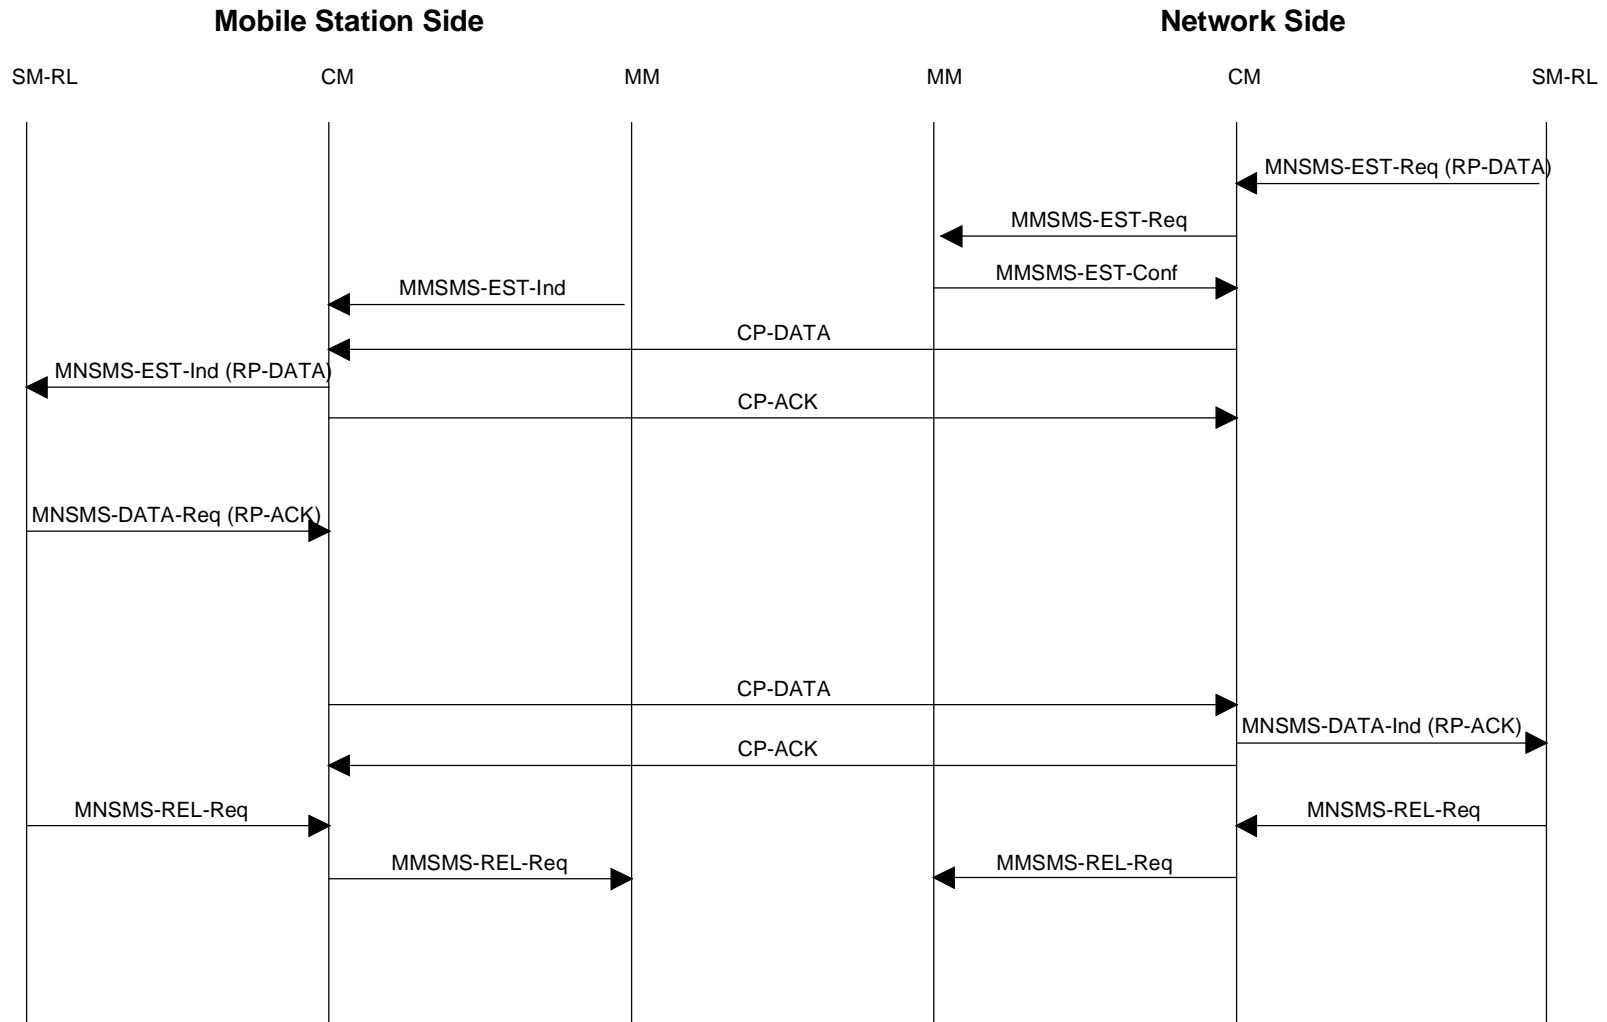 Mobile Station Side
Network Side
SM-RL
CM
MM
MM
CM
SM-RL
MNSMS-EST-Req (RP-DATA)
MMSMS-EST-Req
MMSMS-EST-Conf
MMSMS-EST-Ind
CP-DATA
MNSMS-EST-Ind (RP-DATA)
CP-ACK
MNSMS-DATA-Req (RP-ACK)
CP-DATA
MNSMS-DATA-Ind (RP-ACK)
CP-ACK
MNSMS-REL-Req
MNSMS-REL-Req
MMSMS-REL-Req
MMSMS-REL-Req